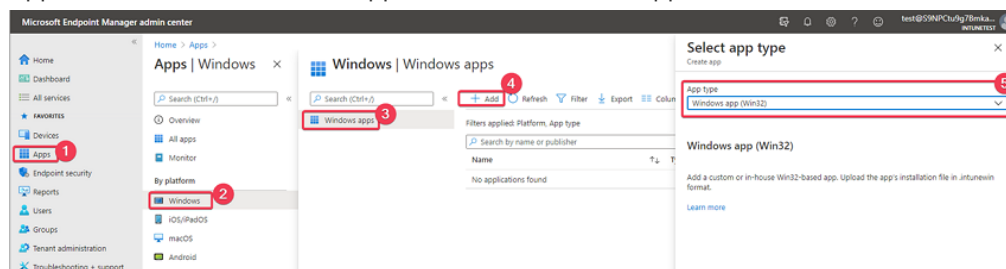 Microsoft Endpoint Manager admin center
test@S9NPCtu9g7Bmka...
INTUNETEST
Home
Dashboard
All services
FAVORITES
Devices
Apps
1
Endpoint security
Reports
Users
Groups
Tenant administration
Troubleshooting + support
Home > Apps >
Apps | Windows
Search (Ctrl+/)
Overview
All apps
Monitor
By platform
Windows
2
iOS/iPadOS
macOS
Android
Windows | Windows apps
Search (Ctrl+/)
Windows apps
3
4
Add
Refresh
Filter
Export
Colum
Filters applied: Platform, App type
Search by name or publisher
Name
No applications found
Select app type
Create app
5
App type
Windows app (Win32)
Windows app (Win32)
Add a custom or in-house Win32-based app. Upload the app's installation file in .intunewin
format.
Learn more